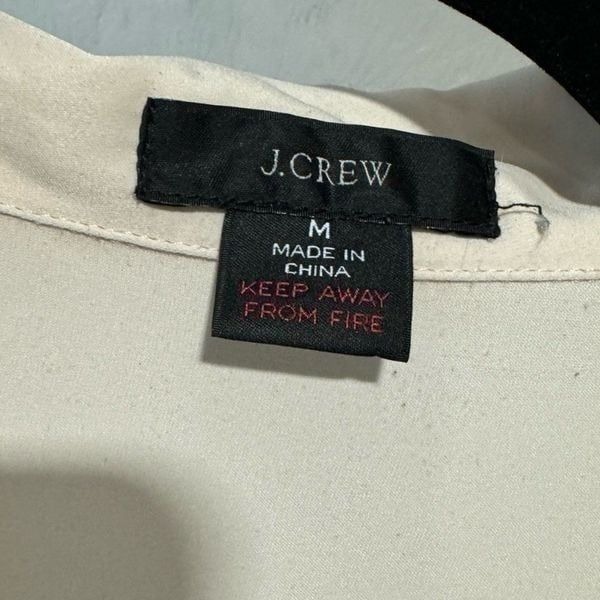 J.CREW
M
MADE IN
CHINA
KEEP AWAY
FROM FIRE